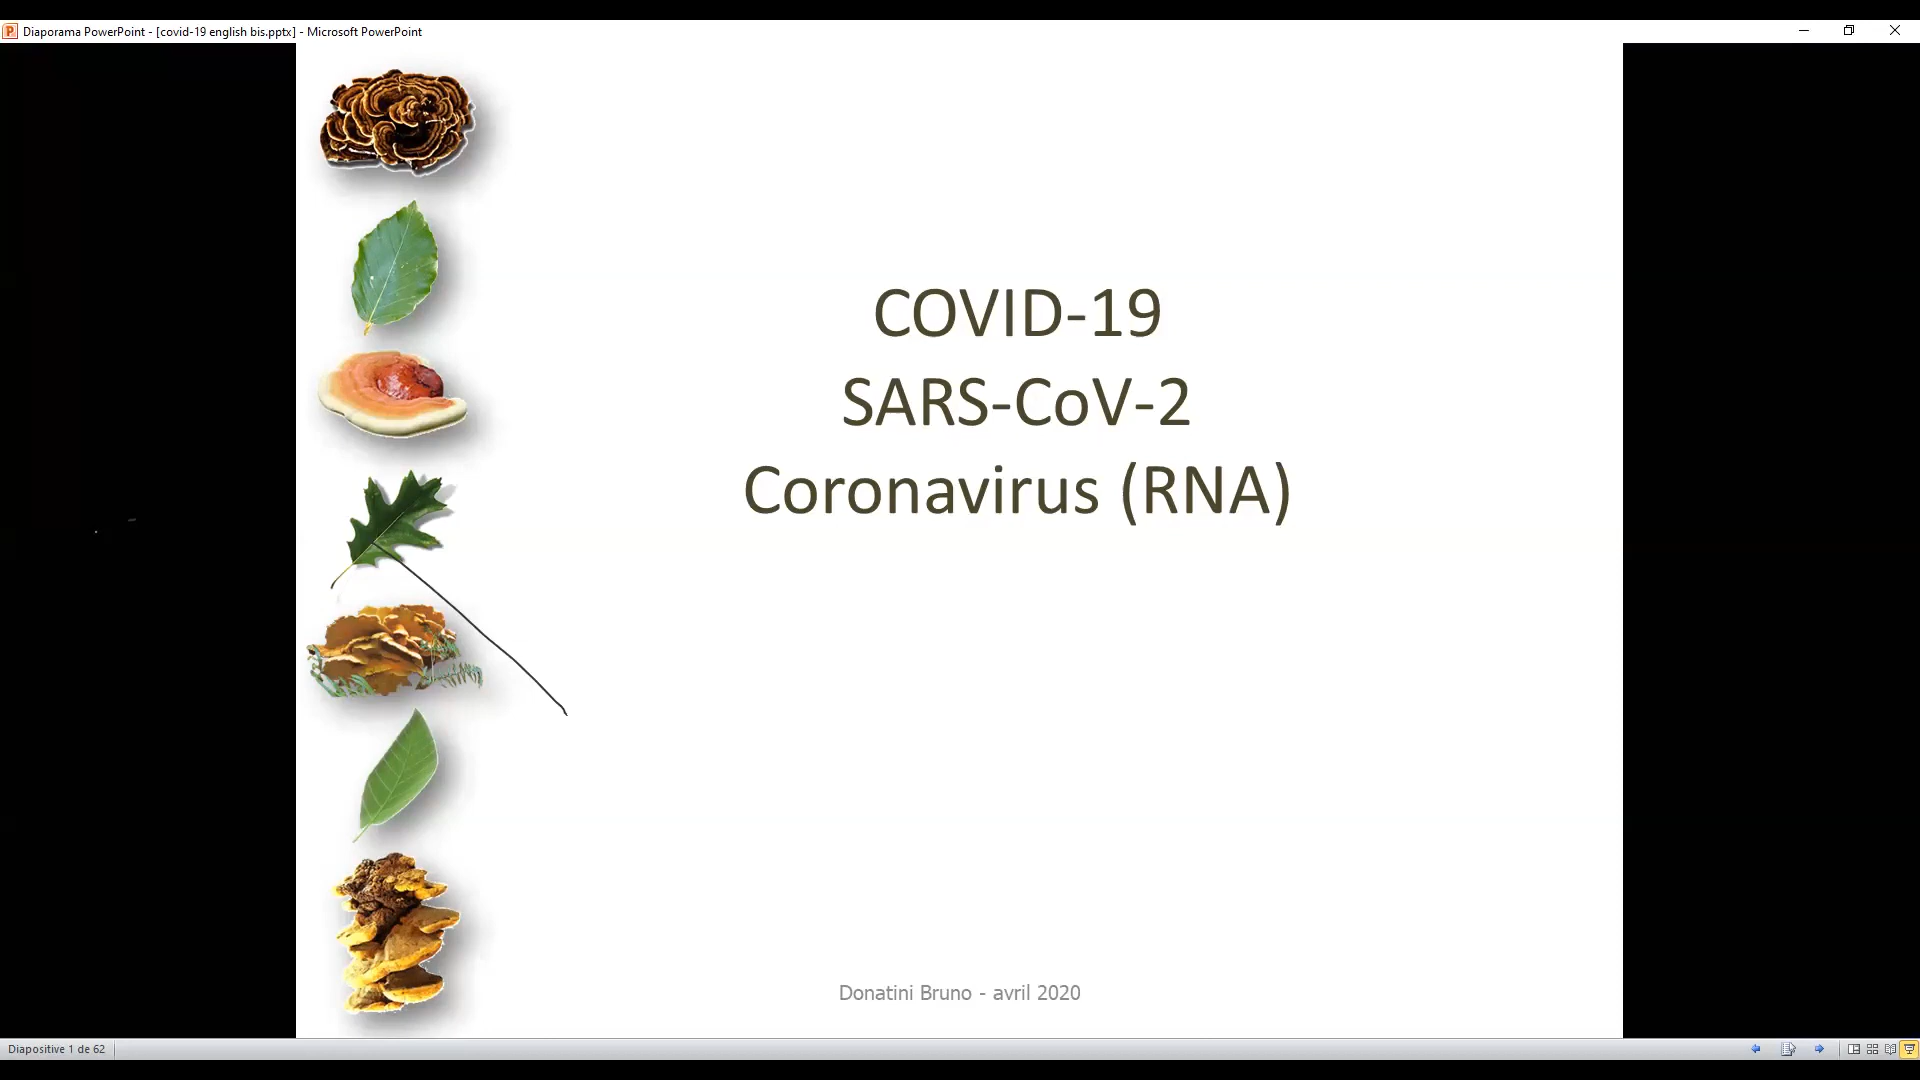 Diaporama PowerPoint - [covid-19 english bis.pptx] - Microsoft PowerPoint
COVID-19
SARS-CoV-2
Coronavirus (RNA)
Donatini Bruno - avril 2020
Diapositive 1 de 62